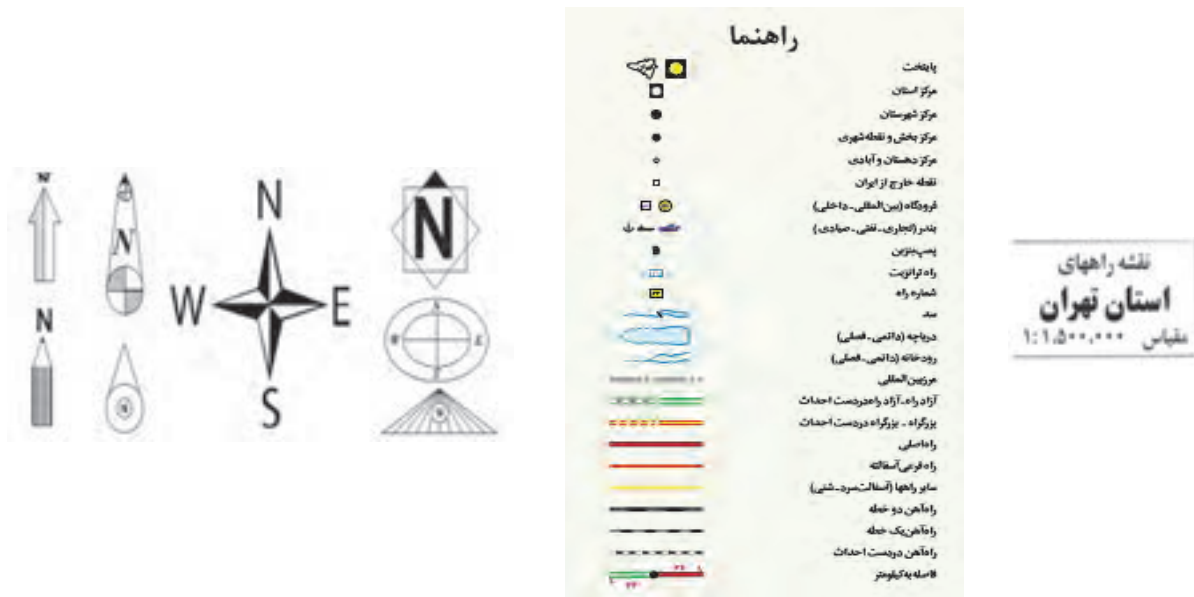 N
N
N
N
W
E
S
N
N
E
N
راهنما
پایتخت
مرکز استان
مرکز شهرستان
مرکز بخش و نقطه شهری
مرکز دهستان و آبادی
نقطه خارج از ایران
فرودگاه (بین‌المللی ـ داخلی)
بندر (تجاری ـ نفتی ـ صیادی)
پمپ‌بنزین
راه ترانزیت
شماره راه
سد
دریاچه (دائمی ـ فصلی)
رودخانه (دائمی ـ فصلی)
مرز بین‌المللی
آزاد راه ـ آزاد راه در دست احداث
بزرگراه ـ بزرگراه در دست احداث
راه اصلی
راه فرعی آسفالته
سایر راهها (آسفالت سرد ـ شنی)
راه‌آهن دو خطه
راه‌آهن یک خطه
راه‌آهن در دست احداث
فاصله به کیلومتر
نقشه راههای
استان تهران
مقیاس ۱:۱,۵۰۰,۰۰۰